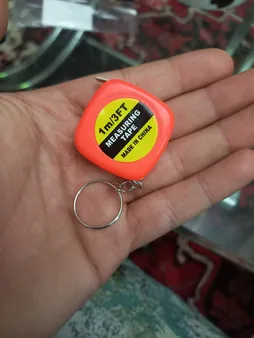 1m/3FT
MEASURING
TAPE
MADE IN CHINA